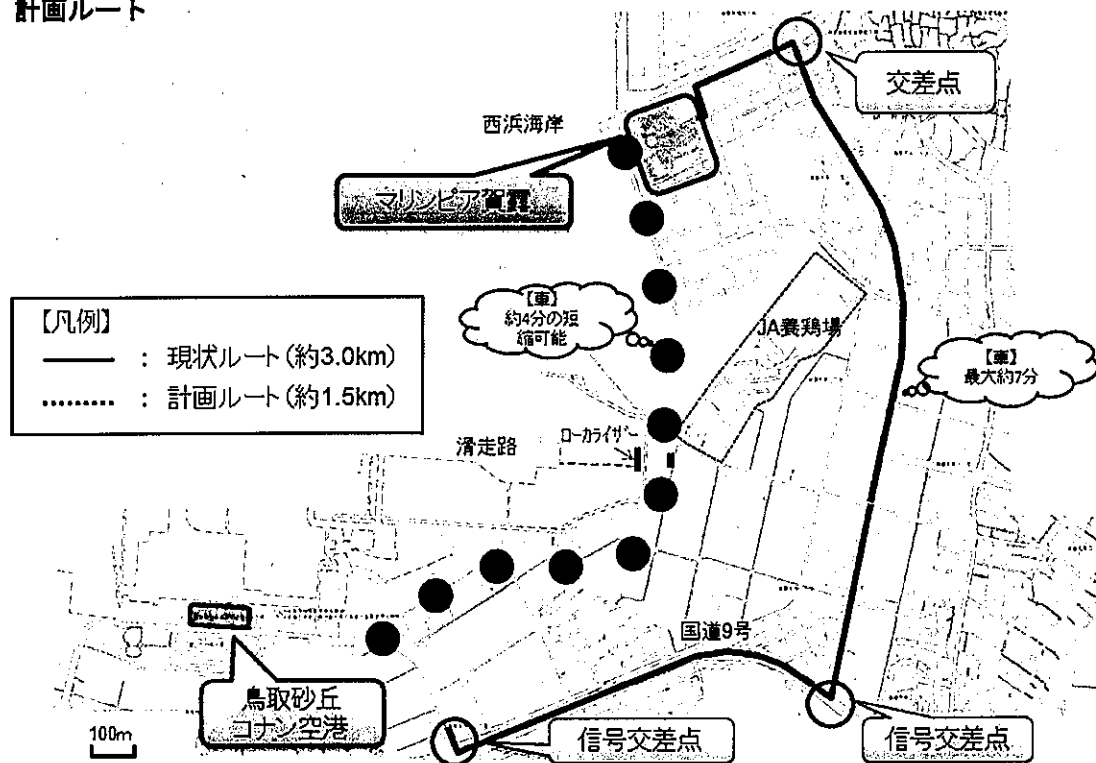 計画ルート
交差点
西浜海岸
マリンピア賀露
【凡例】
——— : 現状ルート(約3.0km)
……… : 計画ルート(約1.5km)
【車】
約4分の短
縮可能
JA養鶏場
【車】
最大約7分
滑走路
ローカライザー
国道9号
鳥取砂丘
コナン空港
信号交差点
信号交差点
100m